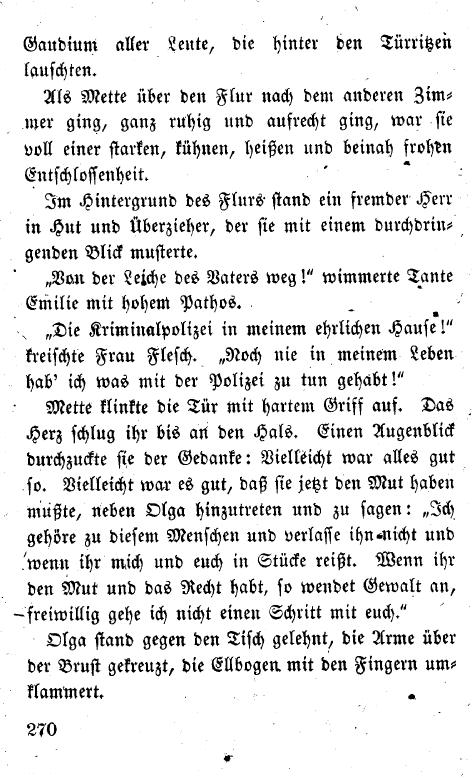 Gaudium aller Leute, die hinter den Türritzen
lauschten.
Als Mette über den Flur nach dem anderen Zim-
mer ging, ganz ruhig und aufrecht ging, war sie
voll einer starken, kühnen, heißen und beinah frohen
Entschlossenheit.
Im Hintergrund des Flurs stand ein fremder Herr
in Hut und Überzieher, der sie mit einem durchdrin-
genden Blick musterte.
„Von der Leiche des Vaters weg!“ wimmerte Tante
Emilie mit hohem Pathos.
„Die Kriminalpolizei in meinem ehrlichen Hause!“
kreischte Frau Flesch. „Noch nie in meinem Leben
hab' ich was mit der Polizei zu tun gehabt!“
Mette klinkte die Tür mit hartem Griff auf. Das
Herz schlug ihr bis an den Hals. Einen Augenblick
durchzuckte sie der Gedanke: Vielleicht war alles gut
so. Vielleicht war es gut, daß sie jetzt den Mut haben
mußte, neben Olga hinzutreten und zu sagen: „Ich
gehöre zu diesem Menschen und verlasse ihn nicht und
wenn ihr mich und euch in Stücke reißt. Wenn ihr
den Mut und das Recht habt, so wendet Gewalt an,
freiwillig gehe ich nicht einen Schritt mit euch.“
Olga stand gegen den Tisch gelehnt, die Arme über
der Brust gekreuzt, die Ellbogen mit den Fingern um-
klammert.
270